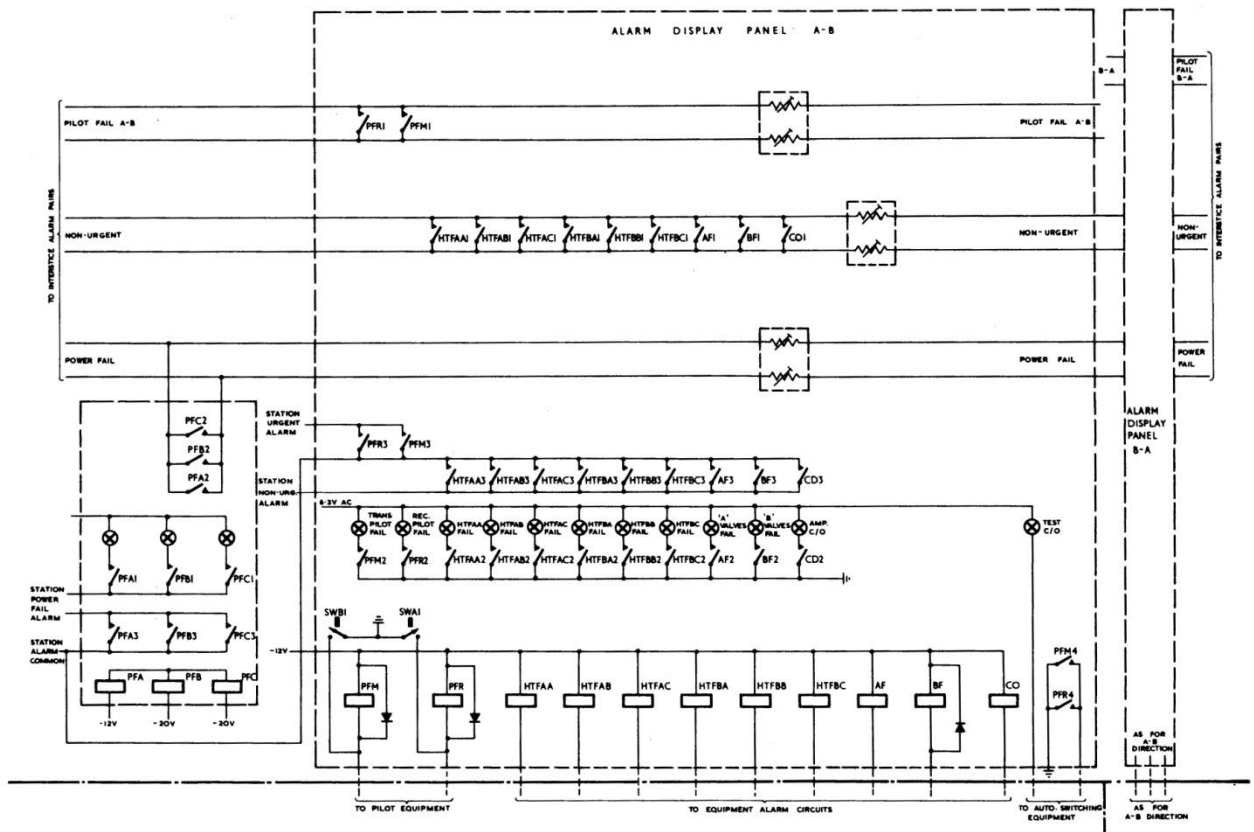 ALARM DISPLAY PANEL A-B
B-A
PILOT
FAIL
B-A
PILOT FAIL A-B
PFR1
PFM1
PILOT FAIL A-B
TO INTERSTICE ALARM PAIRS
NON-URGENT
HTFAA1
HTFAB1
HTFAC1
HTFBA1
HTFBB1
HTFBC1
AF1
BF1
CO1
NON-URGENT
NON-
URGENT
TO INTERSTICE ALARM PAIRS
POWER FAIL
POWER FAIL
POWER
FAIL
PFC2
PFB2
PFA2
STATION
URGENT
ALARM
PFR3
PFM3
ALARM
DISPLAY
PANEL
B-A
STATION
NON-URG.
ALARM
HTFAA3
HTFAB3
HTFAC3
HTFBA3
HTFBB3
HTFBC3
AF3
BF3
CD3
6·3V AC
TRANS
PILOT
FAIL
REC.
PILOT
FAIL
HTFAA
FAIL
HTFAB
FAIL
HTFAC
FAIL
HTFBA
FAIL
HTFBB
FAIL
HTFBC
FAIL
'A'
VALVES
FAIL
'B'
VALVES
FAIL
AMP.
C/O
TEST
C/O
PFM2
PFR2
HTFAA2
HTFAB2
HTFAC2
HTFBA2
HTFBB2
HTFBC2
AF2
BF2
CD2
PFA1
PFB1
PFC1
STATION
POWER
FAIL
ALARM
PFA3
PFB3
PFC3
STATION
ALARM
COMMON
SWB1
SWA1
-12V
PFA
PFB
PFC
-12V
-20V
-20V
PFM
PFR
HTFAA
HTFAB
HTFAC
HTFBA
HTFBB
HTFBC
AF
BF
CO
PFM4
PFR4
AS FOR
A-B
DIRECTION
TO PILOT EQUIPMENT
TO EQUIPMENT ALARM CIRCUITS
TO AUTO-SWITCHING
EQUIPMENT
AS FOR
A-B DIRECTION